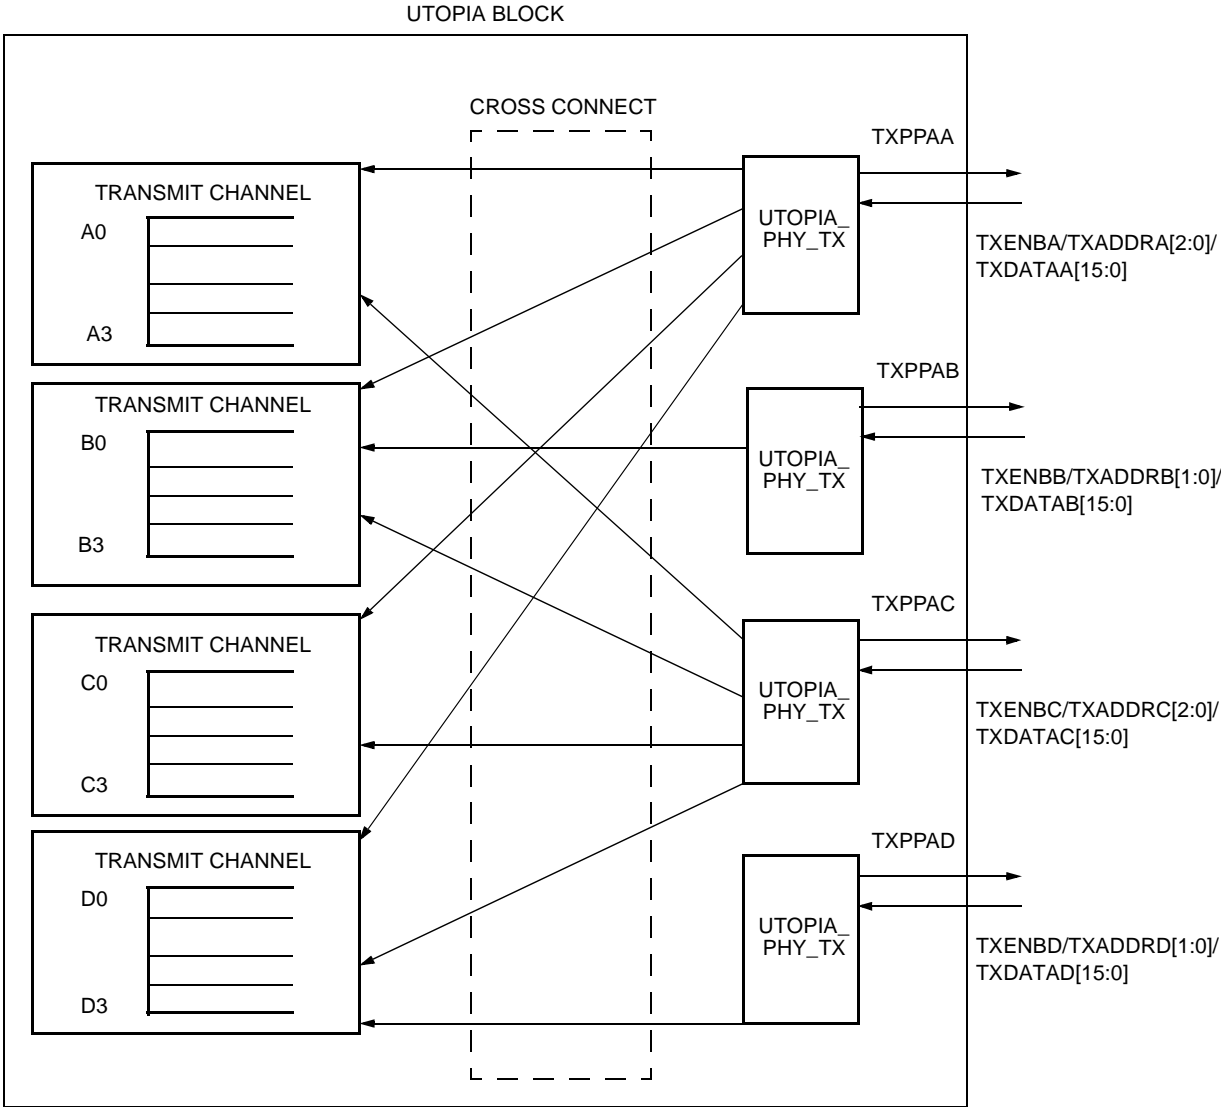 UTOPIA BLOCK
CROSS CONNECT
TRANSMIT CHANNEL
A0
A3
TRANSMIT CHANNEL
B0
B3
TRANSMIT CHANNEL
C0
C3
TRANSMIT CHANNEL
D0
D3
UTOPIA_
PHY_TX
TXPPAA
TXENBA/TXADDRA[2:0]/
TXDATAA[15:0]
UTOPIA_
PHY_TX
TXPPAB
TXENBB/TXADDRB[1:0]/
TXDATAB[15:0]
UTOPIA_
PHY_TX
TXPPAC
TXENBC/TXADDRC[2:0]/
TXDATAC[15:0]
UTOPIA_
PHY_TX
TXPPAD
TXENBD/TXADDRD[1:0]/
TXDATAD[15:0]